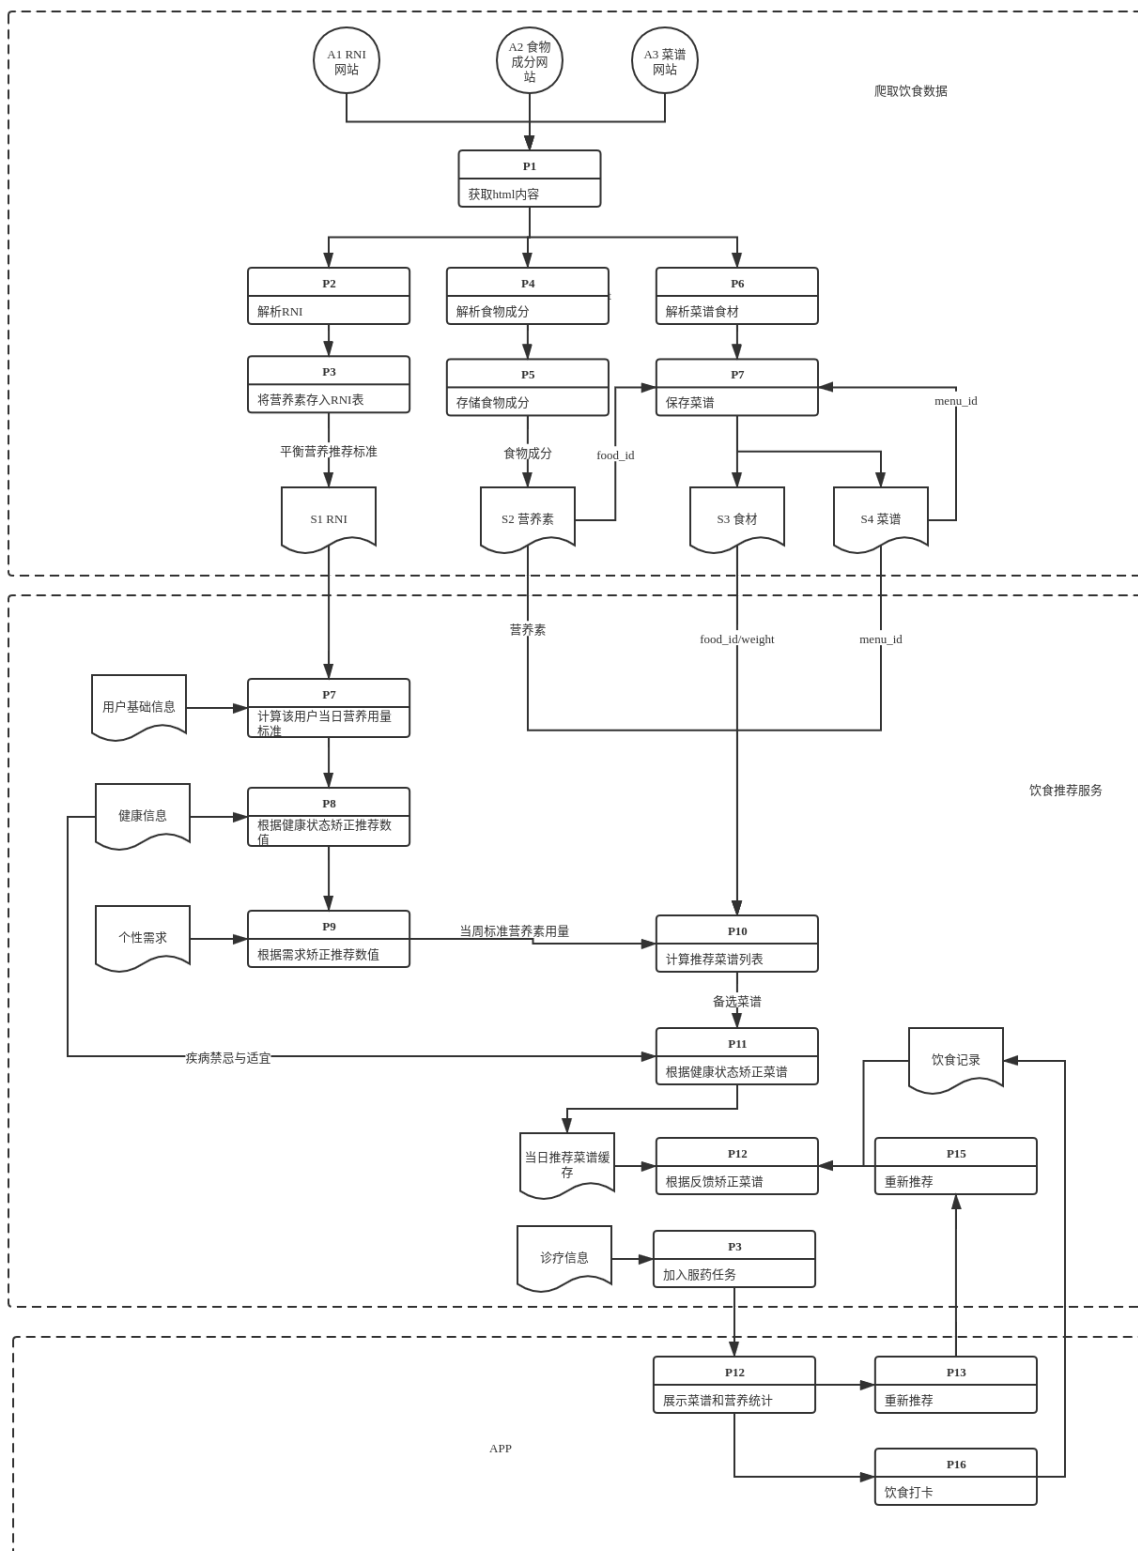 A1 RNI
网站
A2 食物
成分网
站
A3 菜谱
网站
爬取饮食数据
P1
获取html内容
P2
解析RNI
P4
解析食物成分
P6
解析菜谱食材
P3
将营养素存入RNI表
P5
存储食物成分
P7
保存菜谱
menu_id
平衡营养推荐标准
食物成分
food_id
S1 RNI
S2 营养素
S3 食材
S4 菜谱
营养素
food_id/weight
menu_id
用户基础信息
P7
计算该用户当日营养用量
标准
饮食推荐服务
健康信息
P8
根据健康状态矫正推荐数
值
个性需求
P9
根据需求矫正推荐数值
当周标准营养素用量
P10
计算推荐菜谱列表
备选菜谱
疾病禁忌与适宜
P11
根据健康状态矫正菜谱
饮食记录
当日推荐菜谱缓
存
P12
根据反馈矫正菜谱
P15
重新推荐
诊疗信息
P3
加入服药任务
P12
展示菜谱和营养统计
P13
重新推荐
APP
P16
饮食打卡